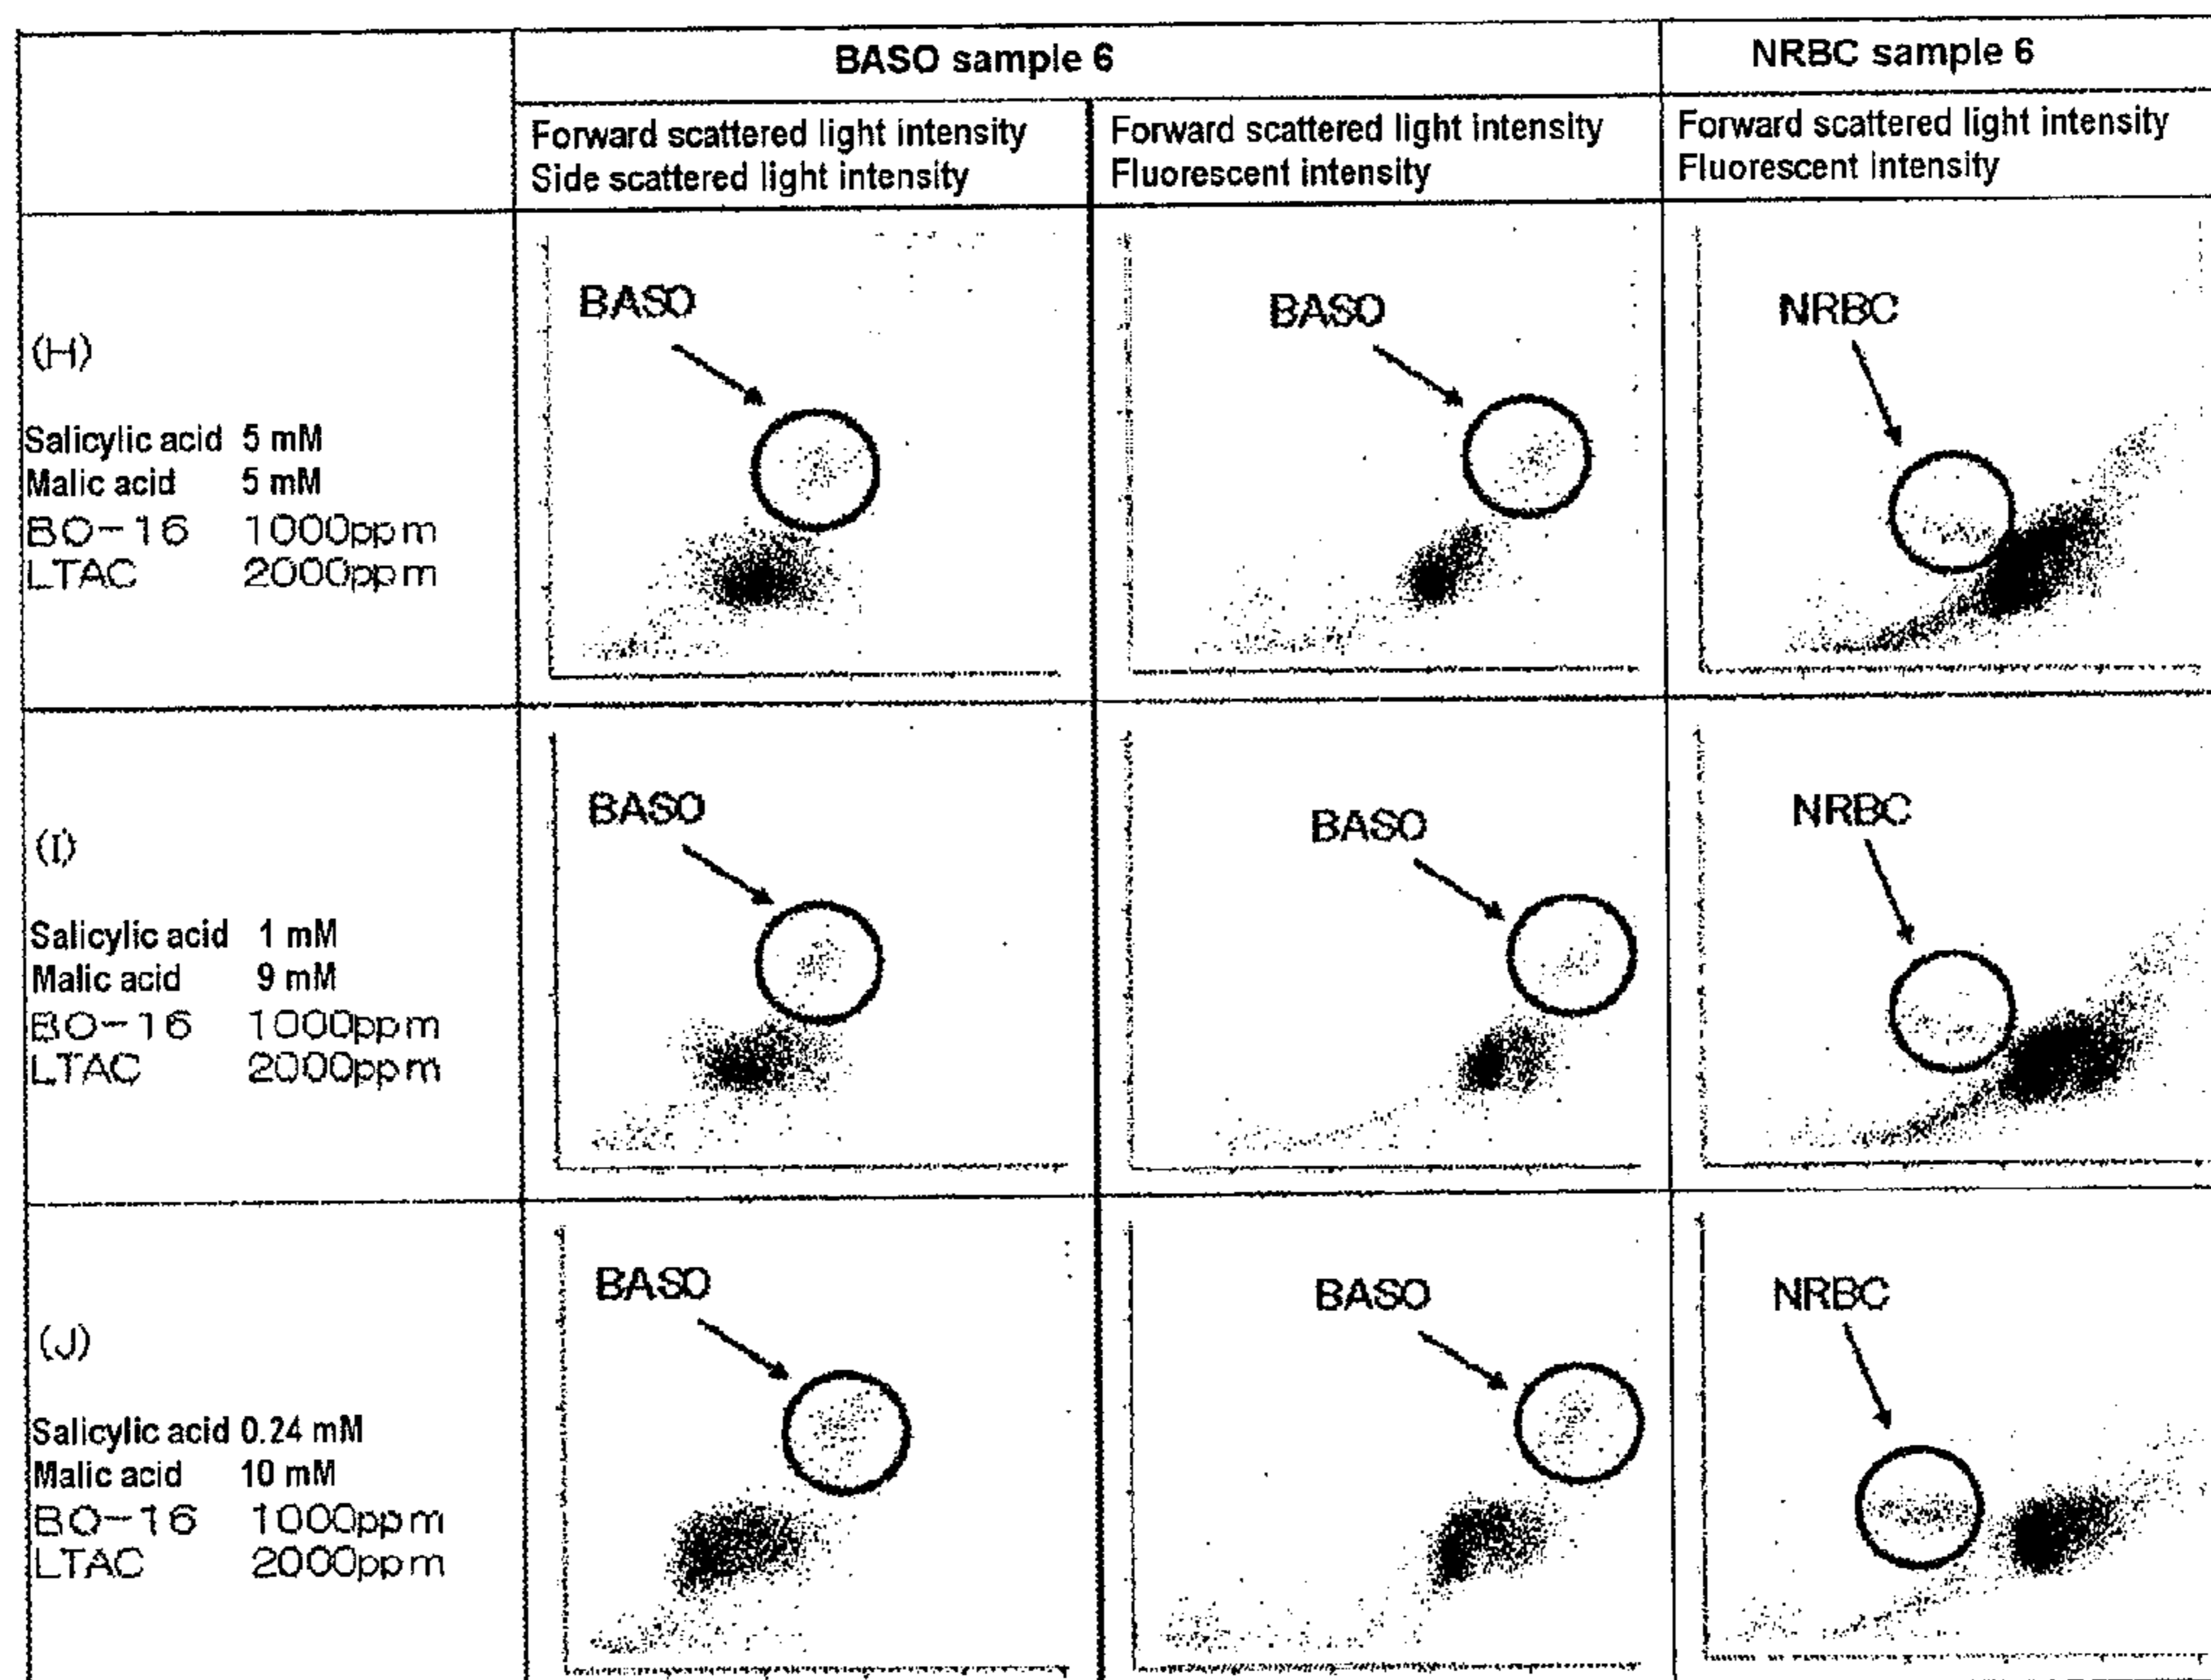 BASO sample 6
NRBC sample 6
Forward scattered light intensity
Side scattered light intensity
Forward scattered light intensity
Fluorescent intensity
Forward scattered light intensity
Fluorescent intensity
(H)
Salicylic acid 5 mM
Malic acid 5 mM
BO-16 1000ppm
LTAC 2000ppm
BASO
BASO
NRBC
(I)
Salicylic acid 1 mM
Malic acid 9 mM
BO-16 1000ppm
LTAC 2000ppm
BASO
BASO
NRBC
(J)
Salicylic acid 0.24 mM
Malic acid 10 mM
BO-16 1000ppm
LTAC 2000ppm
BASO
BASO
NRBC